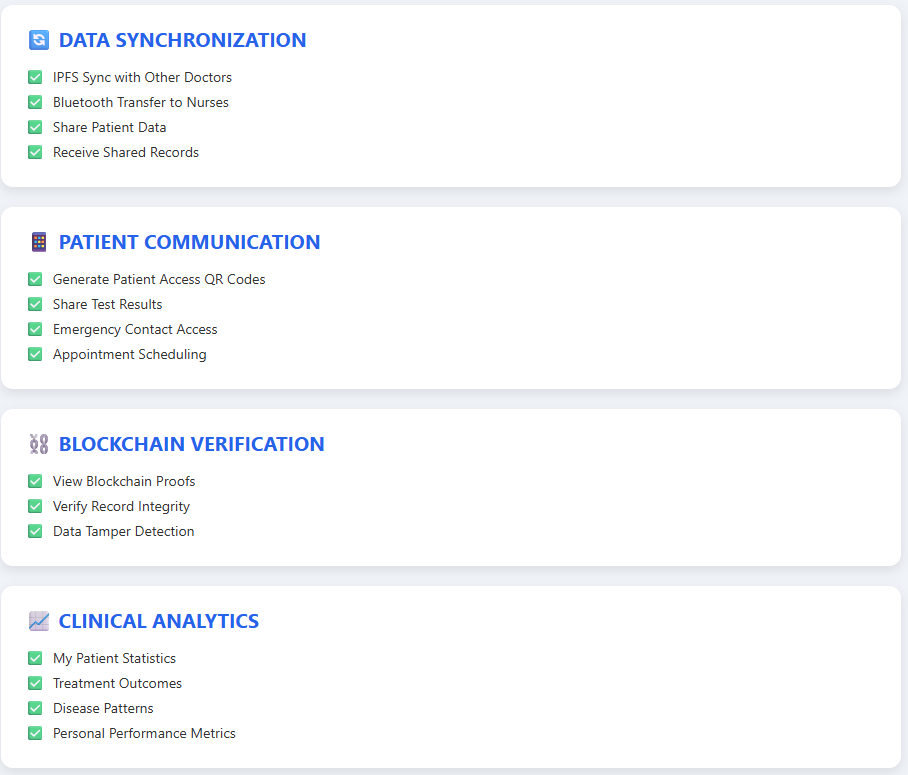 DATA SYNCHRONIZATION
IPFS Sync with Other Doctors
Bluetooth Transfer to Nurses
Share Patient Data
Receive Shared Records
PATIENT COMMUNICATION
Generate Patient Access QR Codes
Share Test Results
Emergency Contact Access
Appointment Scheduling
BLOCKCHAIN VERIFICATION
View Blockchain Proofs
Verify Record Integrity
Data Tamper Detection
CLINICAL ANALYTICS
My Patient Statistics
Treatment Outcomes
Disease Patterns
Personal Performance Metrics